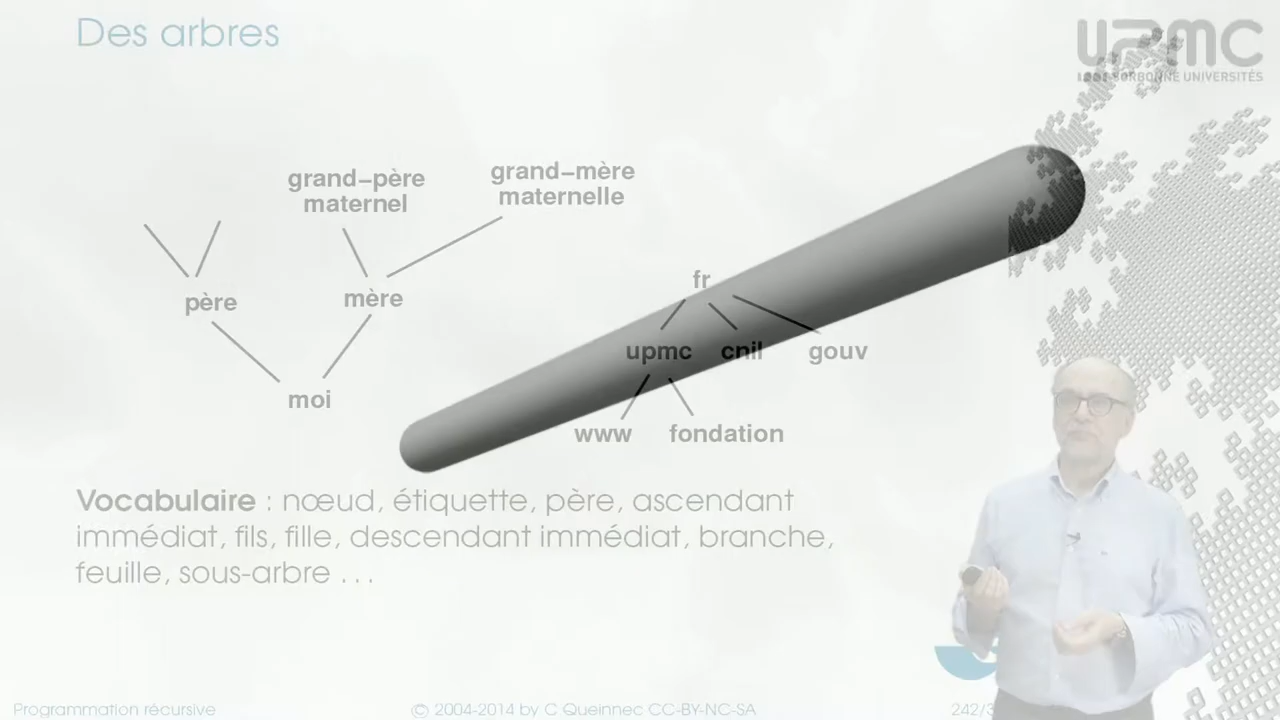 Des arbres
UPMC
SORBONNE UNIVERSITÉS
grand-père
maternel
grand-mère
maternelle
père
mère
moi
fr
upmc cnil gouv
www fondation
Vocabulaire : nœud, étiquette, père, ascendant
immédiat, fils, fille, descendant immédiat, branche,
feuille, sous-arbre . . .
Programmation récursive
© 2004-2014 by C Queinnec CC-BY-NC-SA
242/3